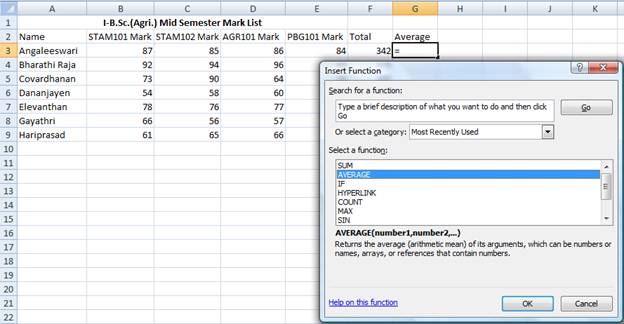 A B C D E F G H I J K
1 I-B.Sc.(Agri.) Mid Semester Mark List
2 Name STAM101 Mark STAM102 Mark AGR101 Mark PBG101 Mark Total Average
3 Angaleeswari 87 85 86 84 342 =
4 Bharathi Raja 92 94 96
5 Covardhanan 73 90 64
6 Dananjayen 54 58 60
7 Elevanthan 78 76 77
8 Gayathri 66 56 57
9 Hariprasad 61 65 66
10
11
12
13
14
15
16
17
18
19
20
21
22
Insert Function
Search for a function:
Type a brief description of what you want to do and then click
Go
Go
Or select a category: Most Recently Used
Select a function:
SUM
AVERAGE
IF
HYPERLINK
COUNT
MAX
SIN
AVERAGE(number1,number2,...)
Returns the average (arithmetic mean) of its arguments, which can be numbers or
names, arrays, or references that contain numbers.
Help on this function OK Cancel